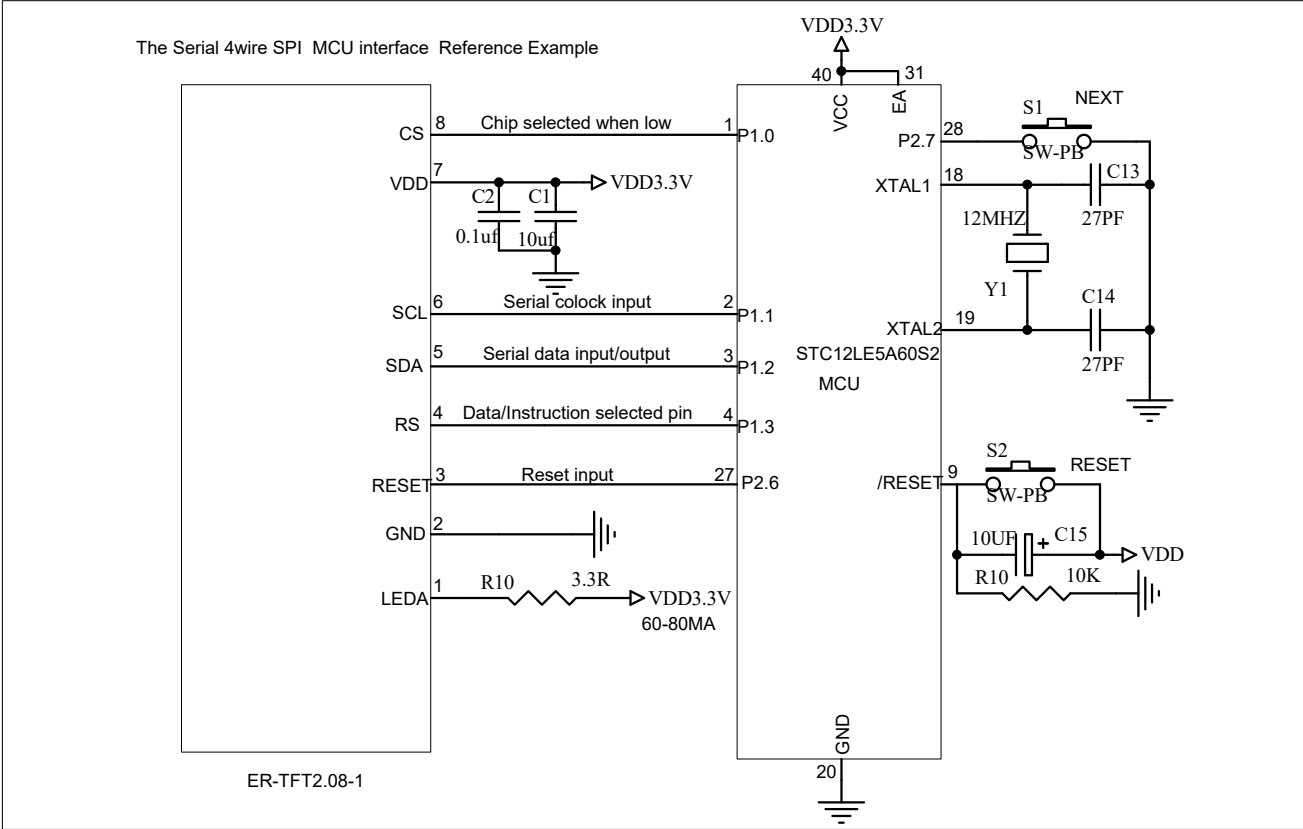 VDD3.3V
The Serial 4wire SPI  MCU interface  Reference Example
40
31
VCC
EA
S1
NEXT
CS
8
Chip selected when low
1
P1.0
P2.7
28
SW-PB
VDD
7
VDD3.3V
C2
C1
0.1uf
10uf
XTAL1
18
C13
12MHZ
27PF
Y1
SCL
6
Serial colock input
2
P1.1
C14
XTAL2
19
27PF
SDA
5
Serial data input/output
3
P1.2
STC12LE5A60S2
MCU
RS
4
Data/Instruction selected pin
4
P1.3
S2
RESET
RESET
3
Reset input
27
P2.6
/RESET
9
SW-PB
GND
2
10UF
+
C15
VDD
R10
10K
LEDA
1
R10
3.3R
VDD3.3V
60-80MA
GND
20
ER-TFT2.08-1